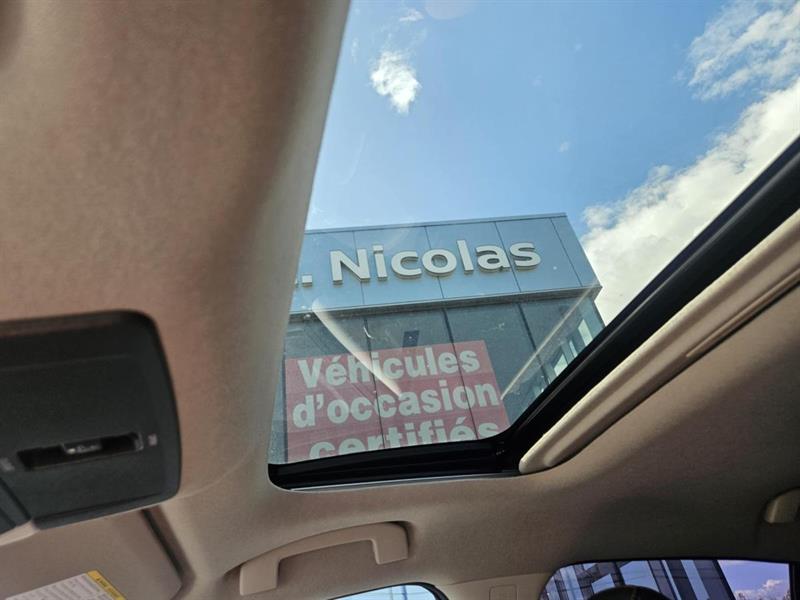 . Nicolas
Véhicules
d'occasion
certifiés